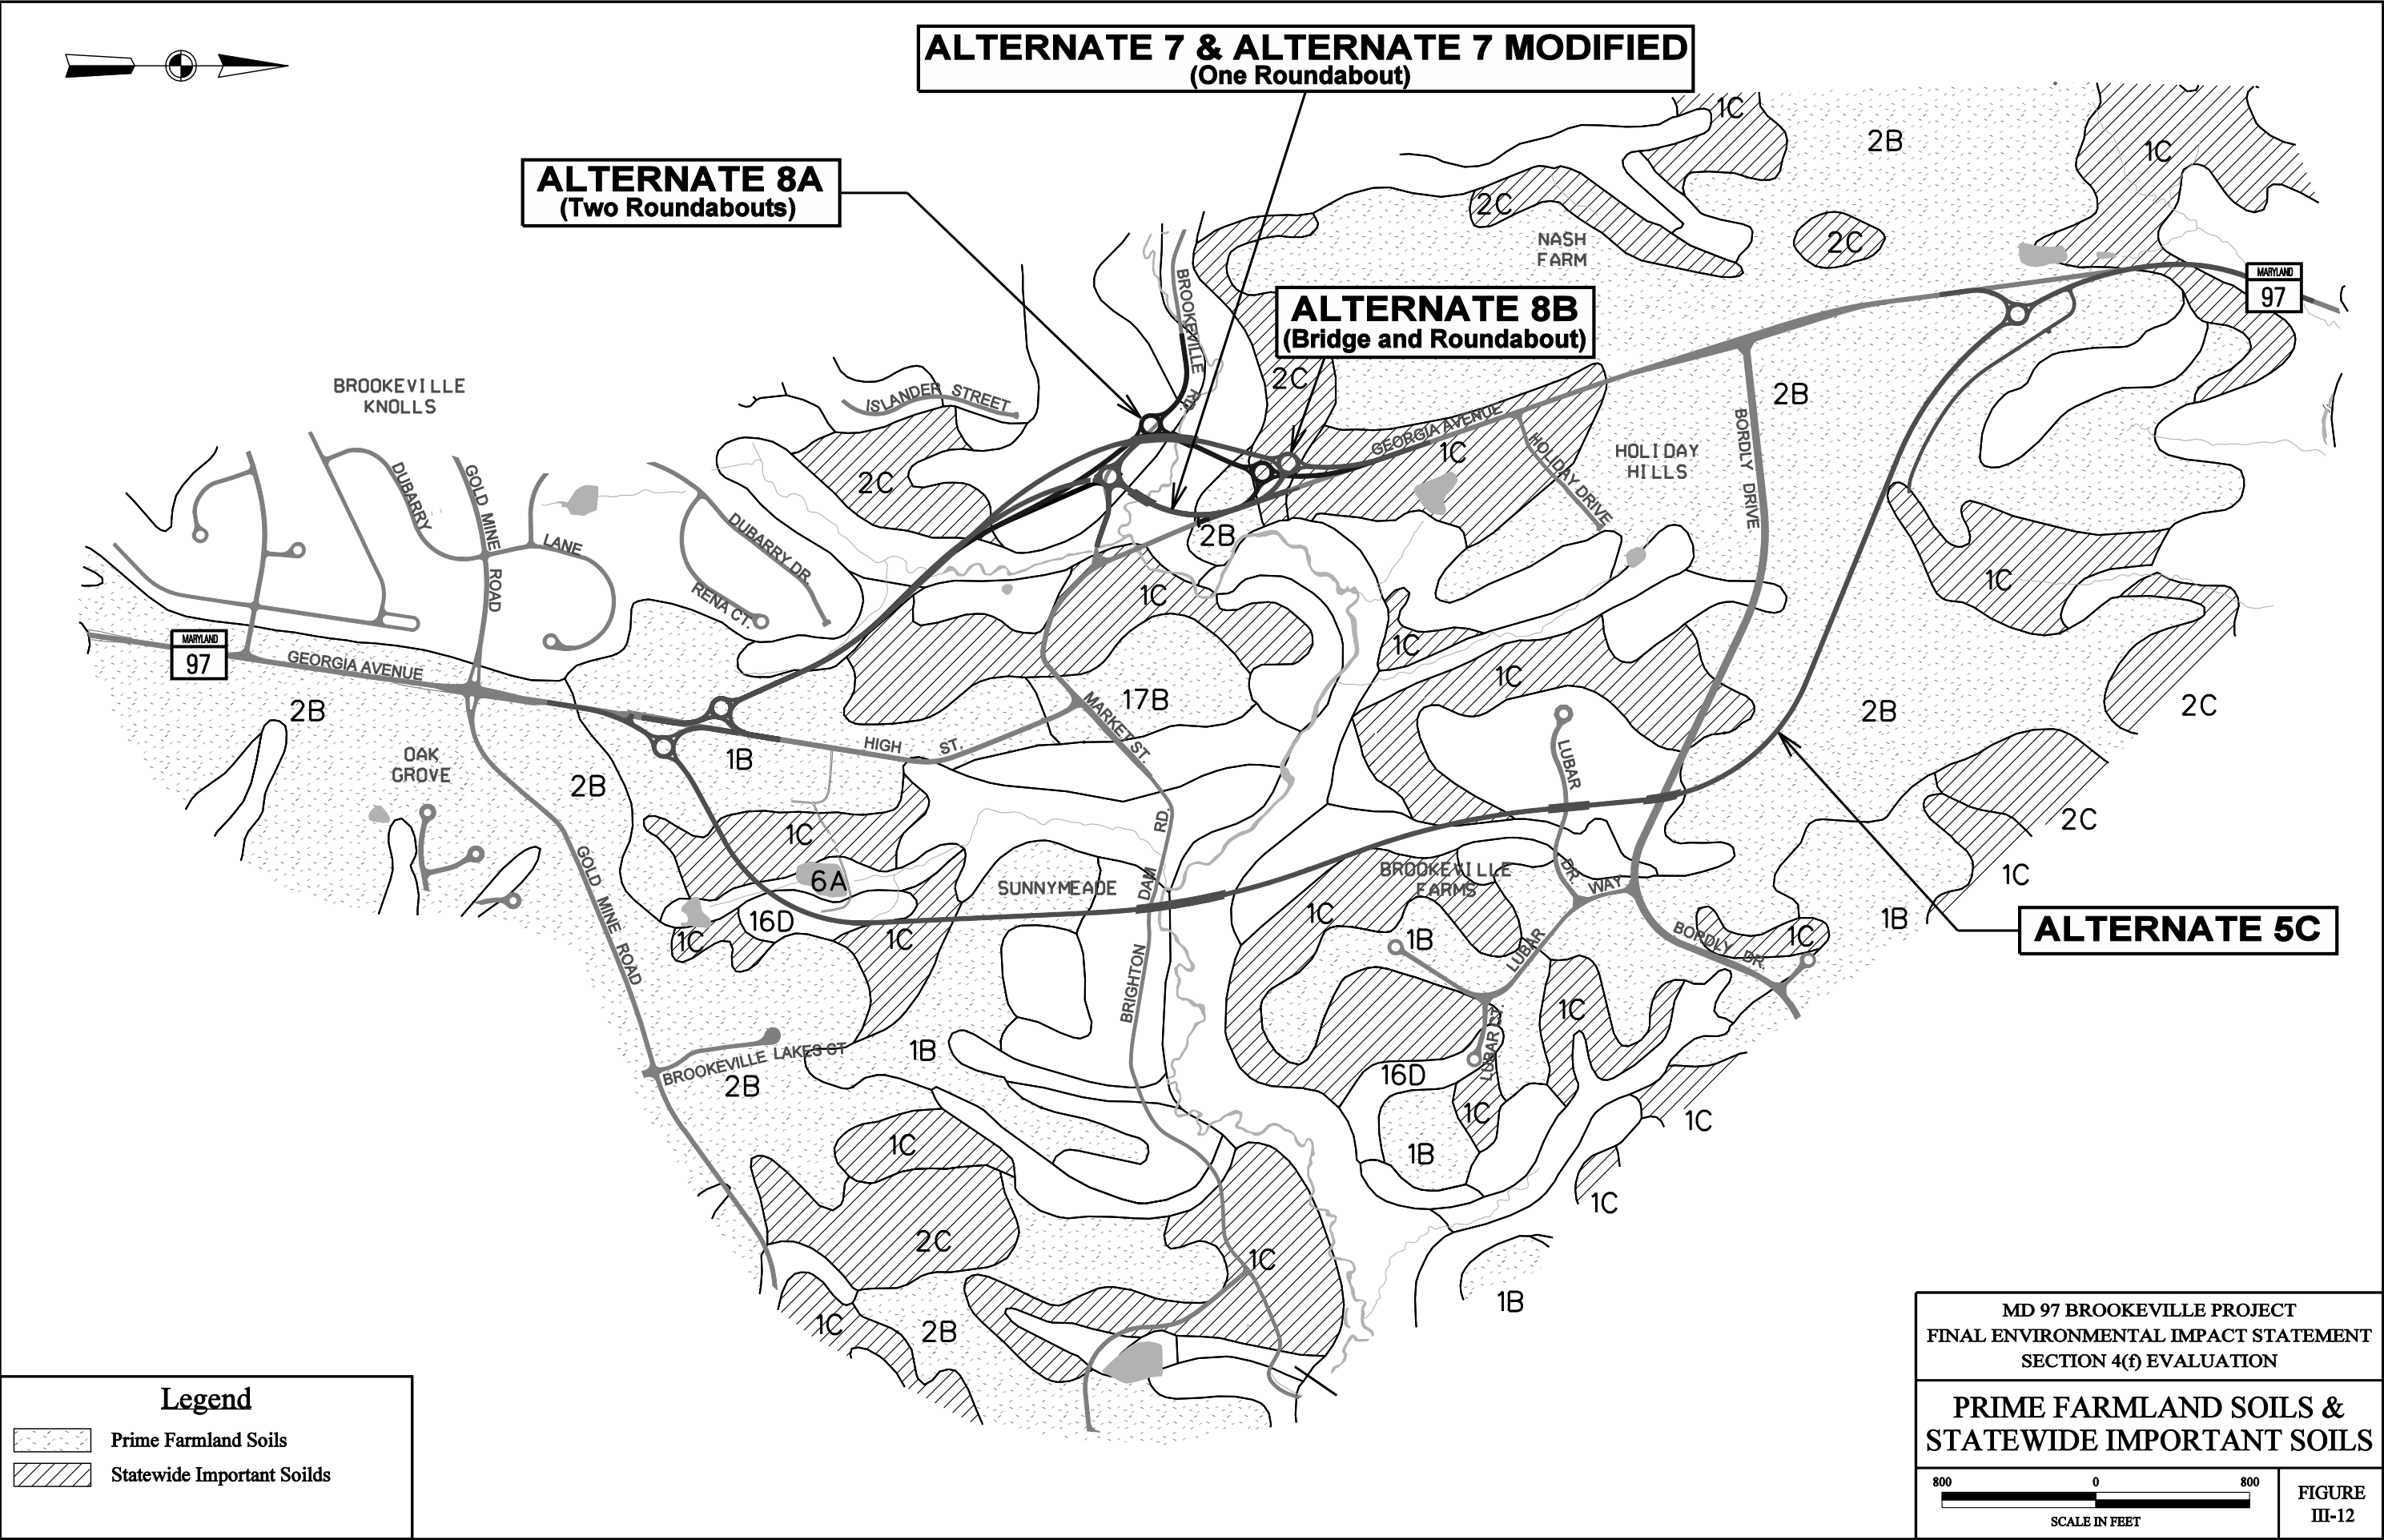 ALTERNATE 7 & ALTERNATE 7 MODIFIED
(One Roundabout)
ALTERNATE 8A
(Two Roundabouts)
ALTERNATE 8B
(Bridge and Roundabout)
1C
2B
1C
2C
2C
NASH
FARM
MARYLAND
97
BROOKEVILLE RD.
2C
ISLANDER STREET
BROOKEVILLE
KNOLLS
2B
GEORGIA AVENUE
1C
HOLIDAY DRIVE
HOLIDAY
HILLS
BORDLY DRIVE
2C
DUBARRY
GOLD MINE ROAD
LANE
DUBARRY DR.
RENA CT.
2B
1C
1C
1C
1C
MARYLAND
97
GEORGIA AVENUE
2B
17B
MARKET ST.
2B
2C
HIGH ST.
1B
OAK
GROVE
2B
LUBAR DR.
2C
1C
RD.
1C
6A
SUNNYMEADE
BROOKEVILLE
FARMS
WAY
GOLD MINE ROAD
16D
1C
1C
DAM
1C
1B
LUBAR
BORDLY DR.
1C
1B
ALTERNATE 5C
BRIGHTON
1C
LUBAR CT.
BROOKEVILLE LAKES CT
1B
2B
16D
1C
1C
1C
1B
1C
2C
1C
1B
1C
2B
MD 97 BROOKEVILLE PROJECT
FINAL ENVIRONMENTAL IMPACT STATEMENT
SECTION 4(f) EVALUATION
PRIME FARMLAND SOILS &
STATEWIDE IMPORTANT SOILS
800 0 800
SCALE IN FEET
FIGURE
III-12
Legend
Prime Farmland Soils
Statewide Important Soilds